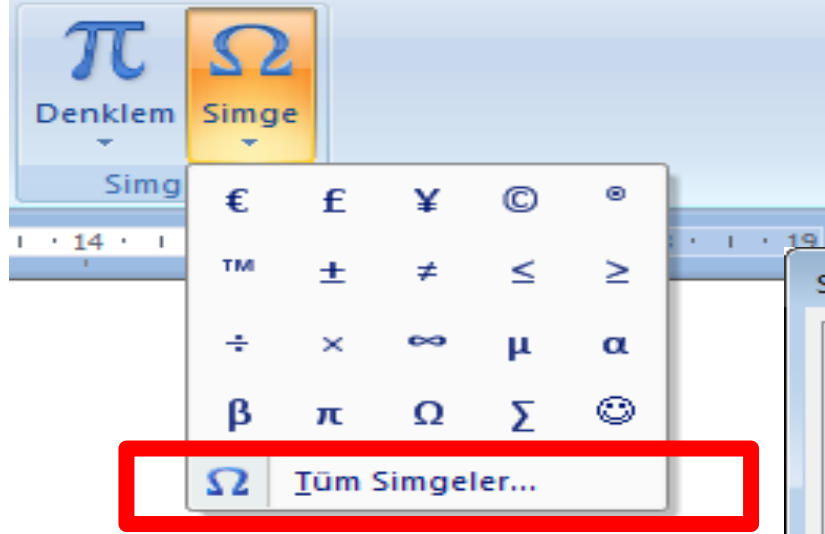 π Ω
Denklem Simge
Simg
€ £ ¥ © ®
14 19
™ ± ≠ ≤ ≥
÷ × ∞ µ α
β π Ω ∑ ☺
Ω Tüm Simgeler...